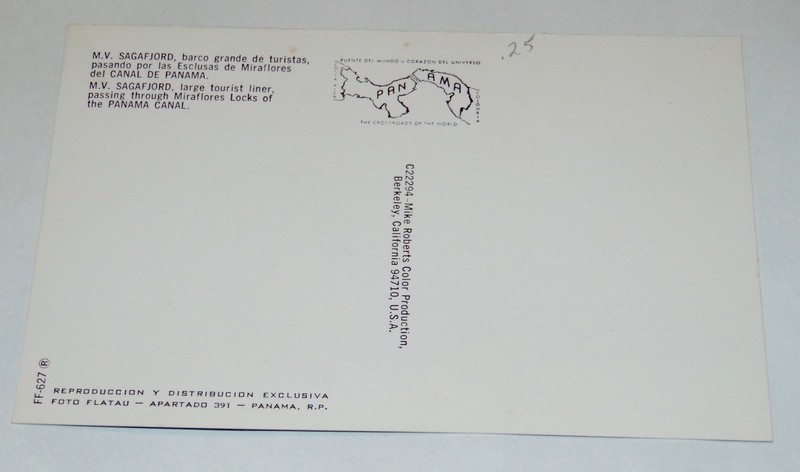 M.V. SAGAFJORD, barco grande de turistas,
pasando por las Esclusas de Miraflores
del CANAL DE PANAMA.
M.V. SAGAFJORD, large tourist liner,
passing through Miraflores Locks of
the PANAMA CANAL.
.25
PUENTE DEL MUNDO - CORAZON DEL UNIVERSO
COSTA RICA
PAN AMA
COLOMBIA
THE CROSSROADS OF THE WORLD
C22294-Mike Roberts Color Production,
Berkeley, California 94710, U.S.A.
FF-627 ®
REPRODUCCION Y DISTRIBUCION EXCLUSIVA
FOTO FLATAU — APARTADO 391 — PANAMA, R.P.